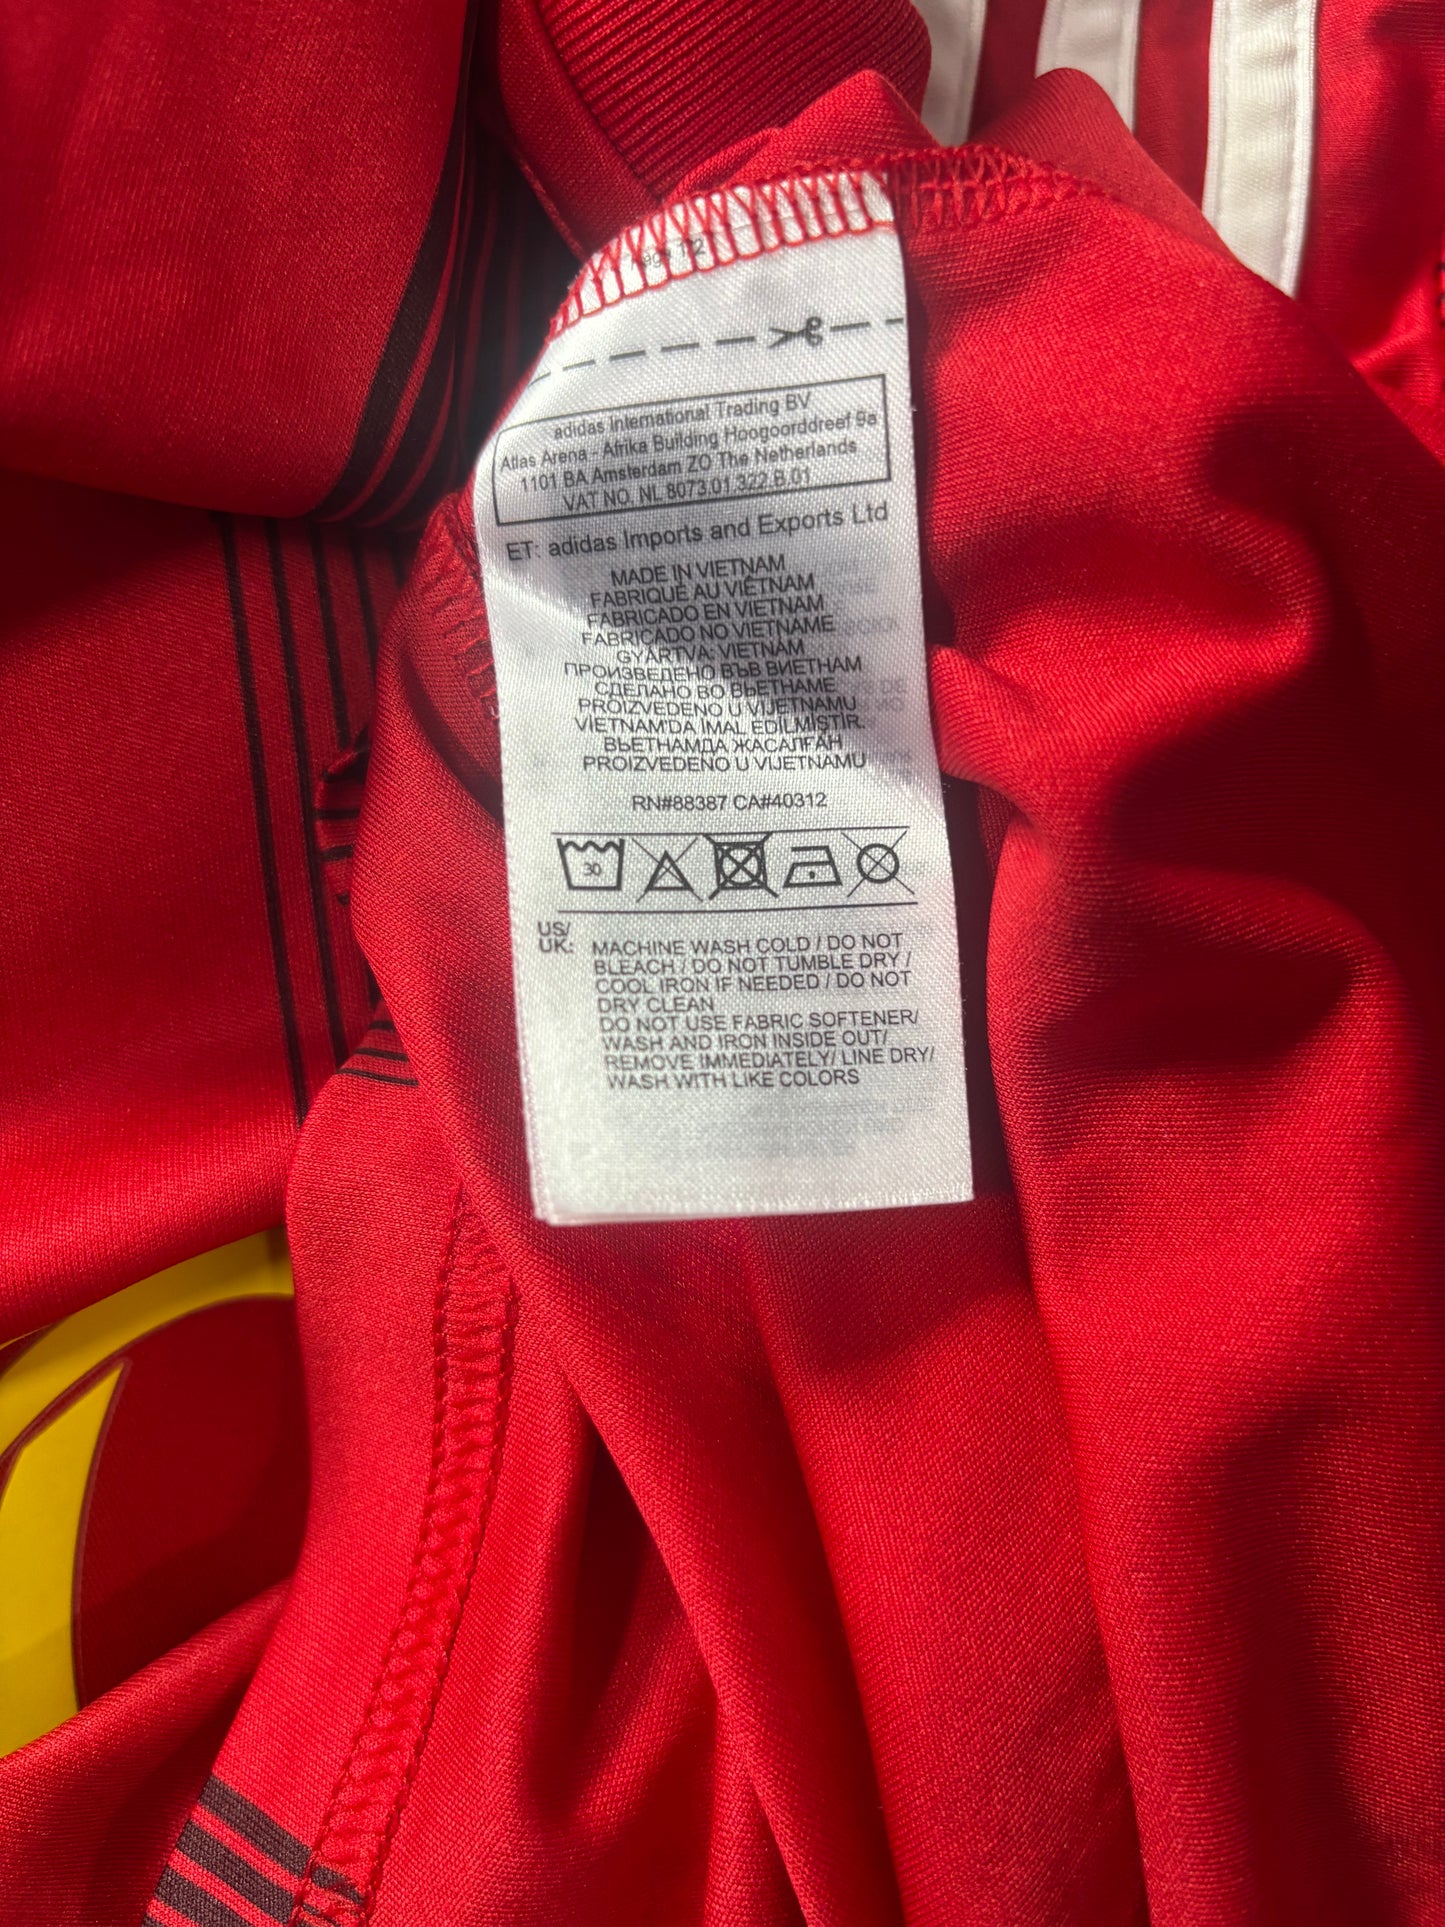 adidas International Trading BV
Atlas Arena - Afrika Building Hoogoorddreef 9a
1101 BA Amsterdam ZO The Netherlands
VAT NO. NL 8073.01.322.B.01
ET: adidas Imports and Exports Ltd
MADE IN VIETNAM
FABRIQUÉ AU VIÊTNAM
FABRICADO EN VIETNAM
FABRICADO NO VIETNAME
GYÁRTVA: VIETNÁM
ПРОИЗВЕДЕНО ВЪВ ВИЕТНАМ
СДЕЛАНО ВО ВЬЕТНАМЕ
PROIZVEDENO U VIJETNAMU
VIETNAM'DA IMAL EDİLMİŞTİR.
ВЬЕТНАМДА ЖАСАЛҒАН
PROIZVEDENO U VIJETNAMU
RN#88387 CA#40312
30
US/
UK:
MACHINE WASH COLD / DO NOT
BLEACH / DO NOT TUMBLE DRY /
COOL IRON IF NEEDED / DO NOT
DRY CLEAN
DO NOT USE FABRIC SOFTENER/
WASH AND IRON INSIDE OUT/
REMOVE IMMEDIATELY/ LINE DRY/
WASH WITH LIKE COLORS